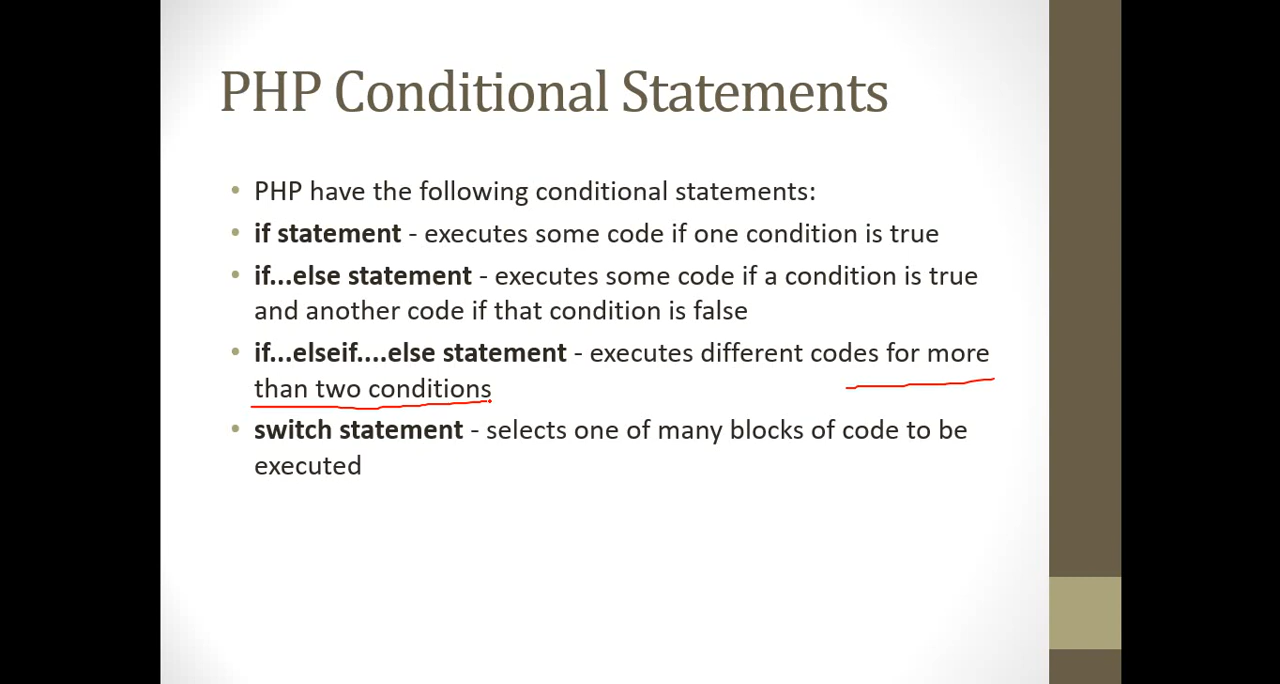 PHP Conditional Statements
• PHP have the following conditional statements:
• if statement - executes some code if one condition is true
• if...else statement - executes some code if a condition is true
and another code if that condition is false
• if...elseif....else statement - executes different codes for more
than two conditions
• switch statement - selects one of many blocks of code to be
executed